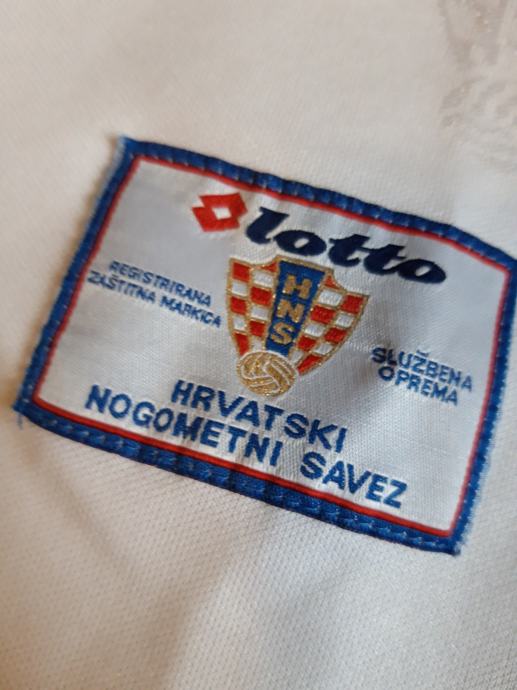 lotto
REGISTRIRANA
ZAŠTITNA MARKICA
HNS
SLUŽBENA
OPREMA
HRVATSKI
NOGOMETNI SAVEZ